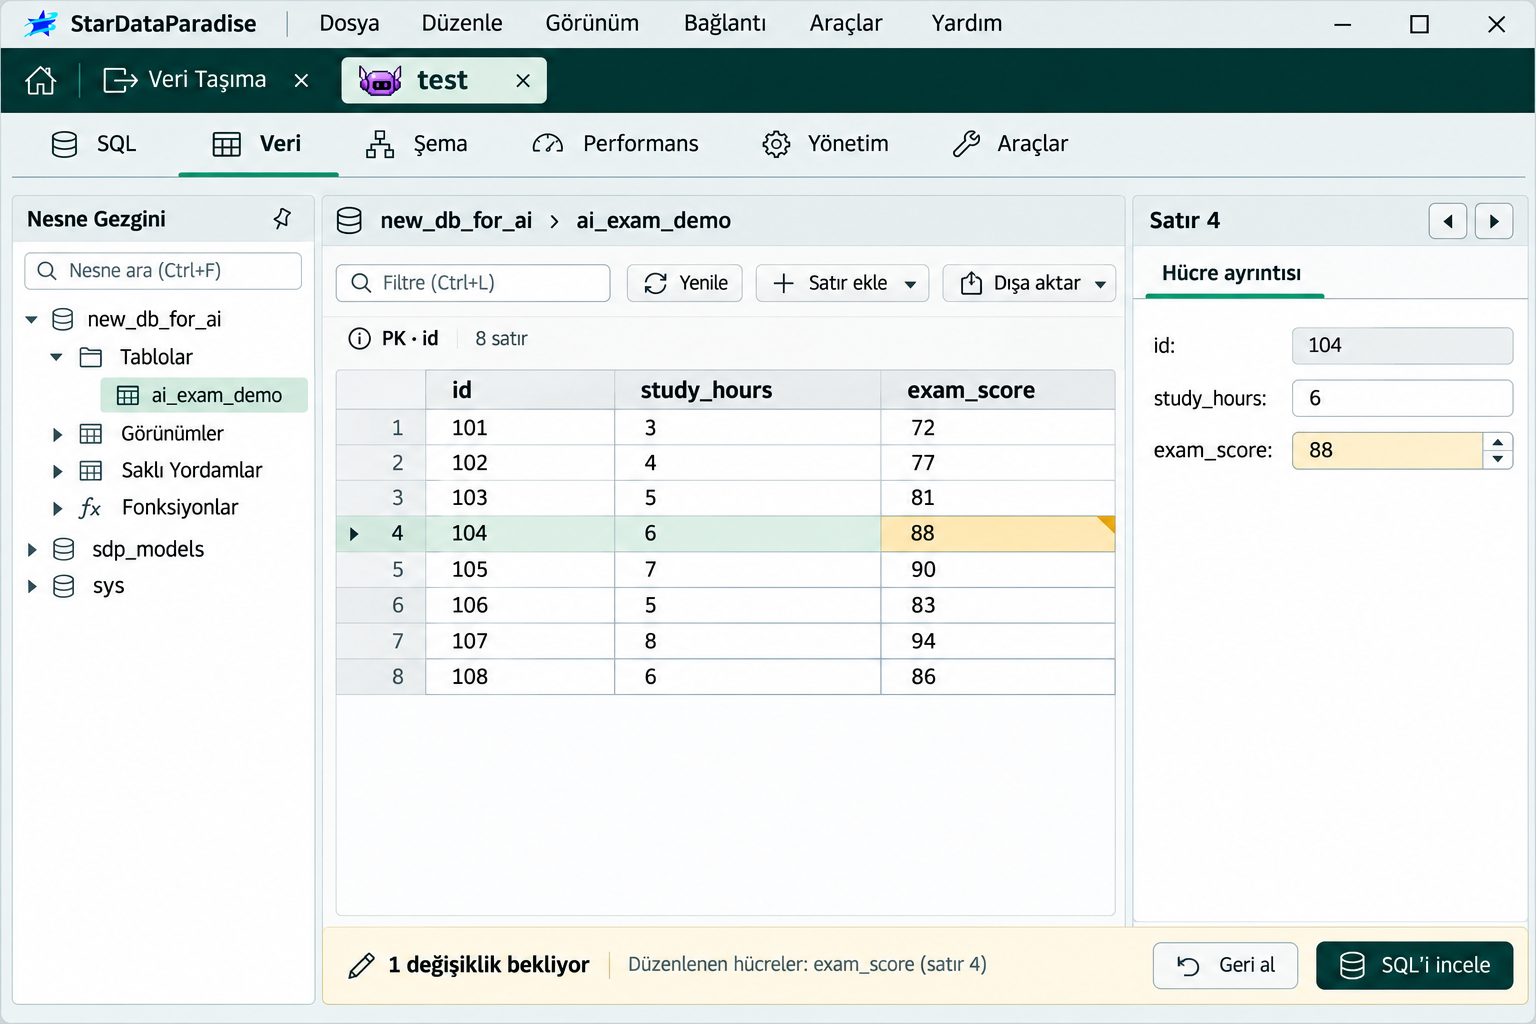 StarDataParadise Dosya Düzenle Görünüm Bağlantı Araçlar Yardım
Veri Taşıma test
SQL Veri Şema Performans Yönetim Araçlar
Nesne Gezgini
Nesne ara (Ctrl+F)
new_db_for_ai
Tablolar
ai_exam_demo
Görünümler
Saklı Yordamlar
fx Fonksiyonlar
sdp_models
sys
new_db_for_ai > ai_exam_demo
Filtre (Ctrl+L) Yenile Satır ekle Dışa aktar
PK · id 8 satır
id study_hours exam_score
1 101 3 72
2 102 4 77
3 103 5 81
4 104 6 88
5 105 7 90
6 106 5 83
7 107 8 94
8 108 6 86
Satır 4
Hücre ayrıntısı
id: 104
study_hours: 6
exam_score: 88
1 değişiklik bekliyor Düzenlenen hücreler: exam_score (satır 4) Geri al SQL’i incele